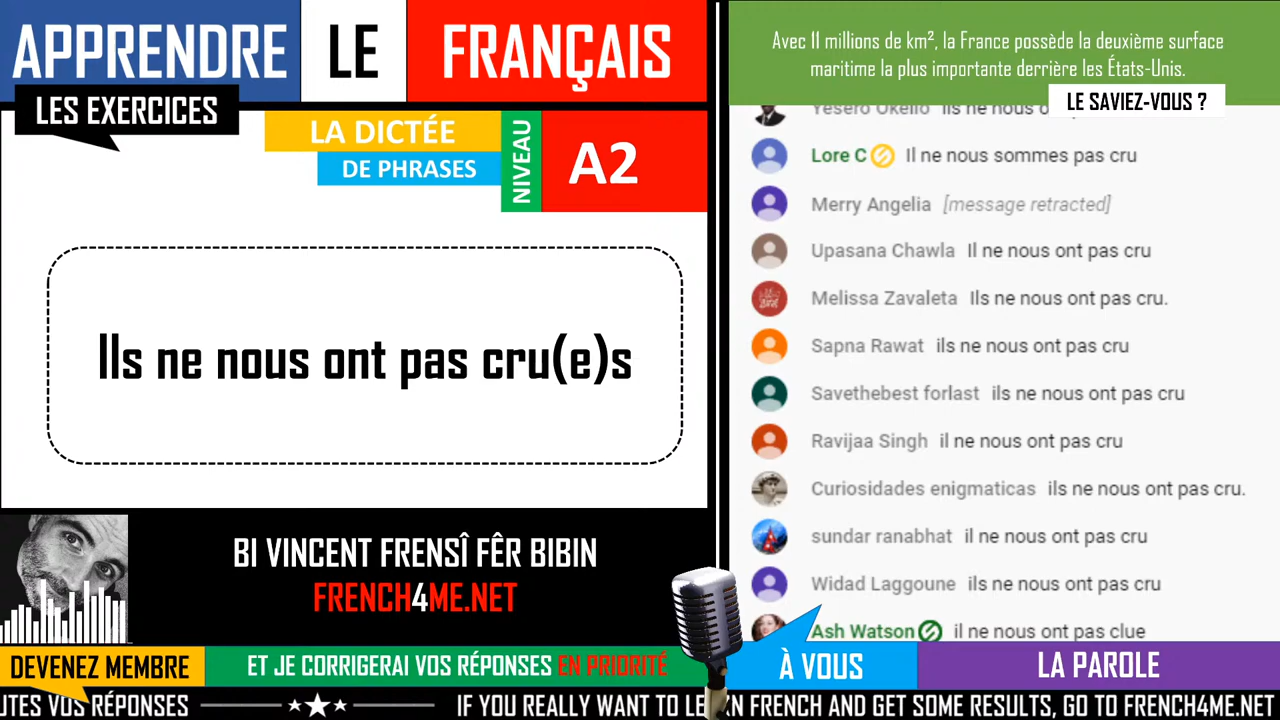 APPRENDRE LE FRANÇAIS
LES EXERCICES
LA DICTÉE
DE PHRASES
NIVEAU
A2
Ils ne nous ont pas cru(e)s
BI VINCENT FRENSÎ FÊR BIBIN
FRENCH4ME.NET
DEVENEZ MEMBRE
ET JE CORRIGERAI VOS RÉPONSES EN PRIORITÉ
Avec 11 millions de km², la France possède la deuxième surface
maritime la plus importante derrière les États-Unis.
LE SAVIEZ-VOUS ?
Yesero Okello ils ne nous
Lore C Il ne nous sommes pas cru
Merry Angelia [message retracted]
Upasana Chawla Il ne nous ont pas cru
Melissa Zavaleta Ils ne nous ont pas cru.
Sapna Rawat ils ne nous ont pas cru
Savethebest forlast ils ne nous ont pas cru
Ravijaa Singh il ne nous ont pas cru
Curiosidades enigmaticas ils ne nous ont pas cru.
sundar ranabhat il ne nous ont pas cru
Widad Laggoune ils ne nous ont pas cru
Ash Watson il ne nous ont pas clue
À VOUS
LA PAROLE
UTES VOS RÉPONSES IF YOU REALLY WANT TO LEARN FRENCH AND GET SOME RESULTS, GO TO FRENCH4ME.NET